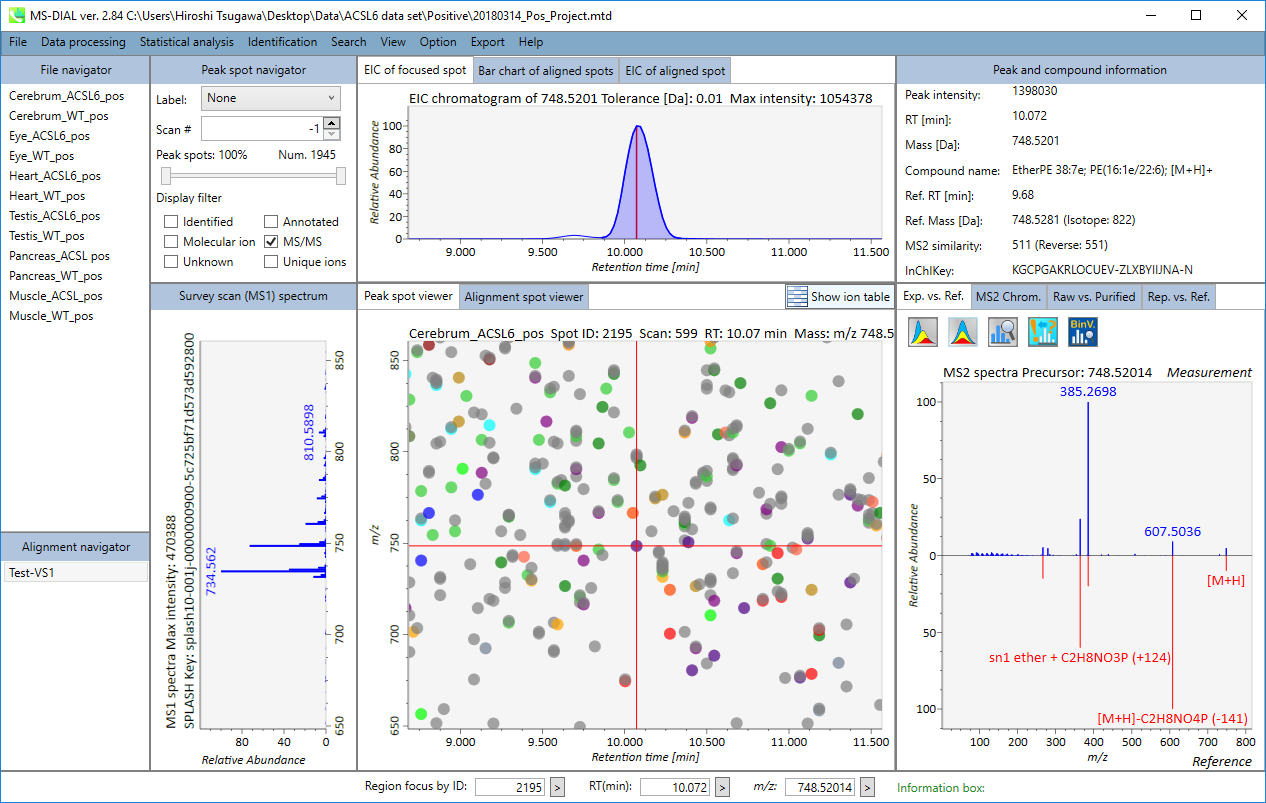 MS-DIAL ver. 2.84 C:\Users\Hiroshi Tsugawa\Desktop\Data\ACSL6 data set\Positive\20180314_Pos_Project.mtd
File Data processing Statistical analysis Identification Search View Option Export Help
File navigator
Cerebrum_ACSL6_pos
Cerebrum_WT_pos
Eye_ACSL6_pos
Eye_WT_pos
Heart_ACSL6_pos
Heart_WT_pos
Testis_ACSL6_pos
Testis_WT_pos
Pancreas_ACSL pos
Pancreas_WT_pos
Muscle_ACSL_pos
Muscle_WT_pos
Alignment navigator
Test-VS1
Peak spot navigator
Label: None
Scan # -1
Peak spots: 100% Num. 1945
Display filter
Identified Annotated
Molecular ion MS/MS
Unknown Unique ions
Survey scan (MS1) spectrum
MS1 spectra Max intensity: 470388
SPLASH Key: splash10-001j-0000000900-5c725bf71d573d592800
810.5898
734.562
850
800
750
700
650
80 40 0
Relative Abundance
EIC of focused spot Bar chart of aligned spots EIC of aligned spot
EIC chromatogram of 748.5201 Tolerance [Da]: 0.01 Max intensity: 1054378
Relative Abundance
100
80
60
40
20
0
9.000 9.500 10.000 10.500 11.000 11.500
Retention time [min]
Peak spot viewer Alignment spot viewer Show ion table
Cerebrum_ACSL6_pos Spot ID: 2195 Scan: 599 RT: 10.07 min Mass: m/z 748.5
m/z
850
800
750
700
650
9.000 9.500 10.000 10.500 11.000 11.500
Retention time [min]
Peak and compound information
Peak intensity: 1398030
RT [min]: 10.072
Mass [Da]: 748.5201
Compound name: EtherPE 38:7e; PE(16:1e/22:6); [M+H]+
Ref. RT [min]: 9.68
Ref. Mass [Da]: 748.5281 (Isotope: 822)
MS2 similarity: 511 (Reverse: 551)
InChIKey: KGCPGAKRLOCUEV-ZLXBYIIJNA-N
Exp. vs. Ref. MS2 Chrom. Raw vs. Purified Rep. vs. Ref.
BinV.
MS2 spectra Precursor: 748.52014 Measurement
385.2698
607.5036
[M+H]
sn1 ether + C2H8NO3P (+124)
[M+H]-C2H8NO4P (-141)
Relative Abundance
100
50
0
50
100
100 200 300 400 500 600 700 800
m/z
Reference
Region focus by ID: 2195 > RT(min): 10.072 > m/z: 748.52014 > Information box: